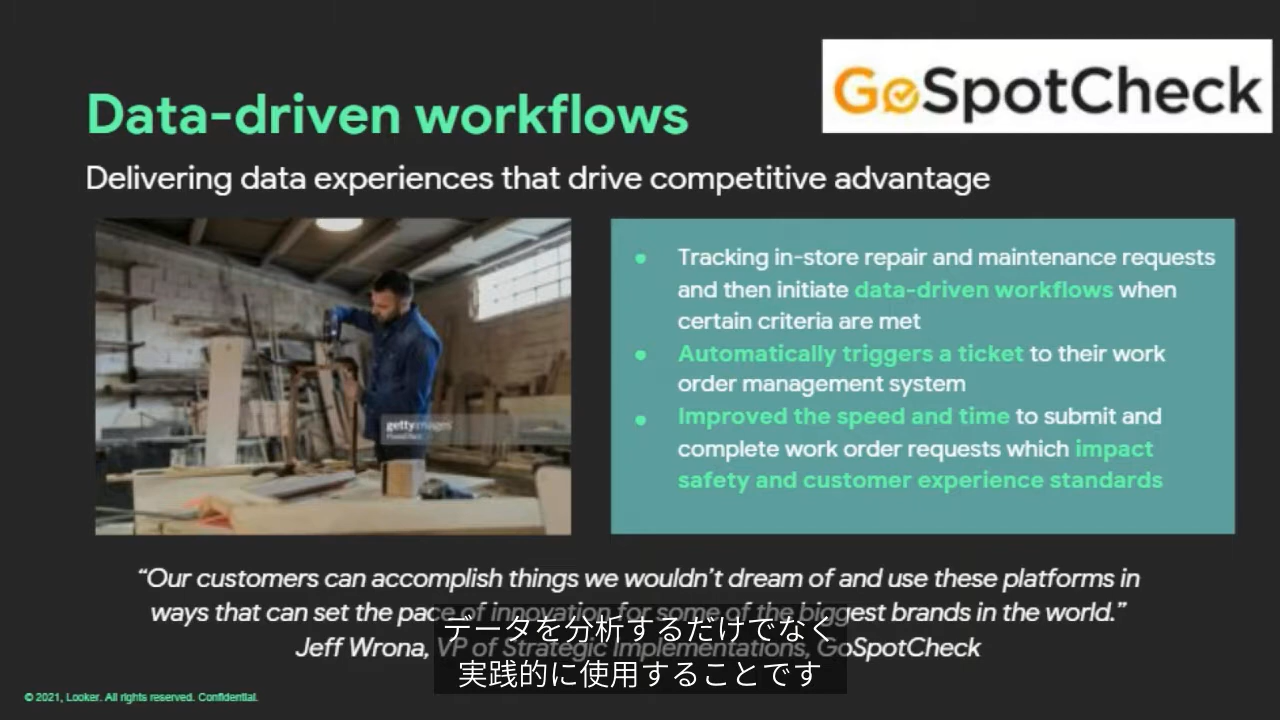 GoSpotCheck
Data-driven workflows
Delivering data experiences that drive competitive advantage
gettyimages
• Tracking in-store repair and maintenance requests
and then initiate data-driven workflows when
certain criteria are met
• Automatically triggers a ticket to their work
order management system
• Improved the speed and time to submit and
complete work order requests which impact
safety and customer experience standards
“Our customers can accomplish things we wouldn’t dream of and use these platforms in
ways that can set the pace of innovation for some of the biggest brands in the world.”
Jeff Wrona, VP of Strategic Implementations, GoSpotCheck
データを分析するだけでなく
実践的に使用することです
© 2021, Looker. All rights reserved. Confidential.